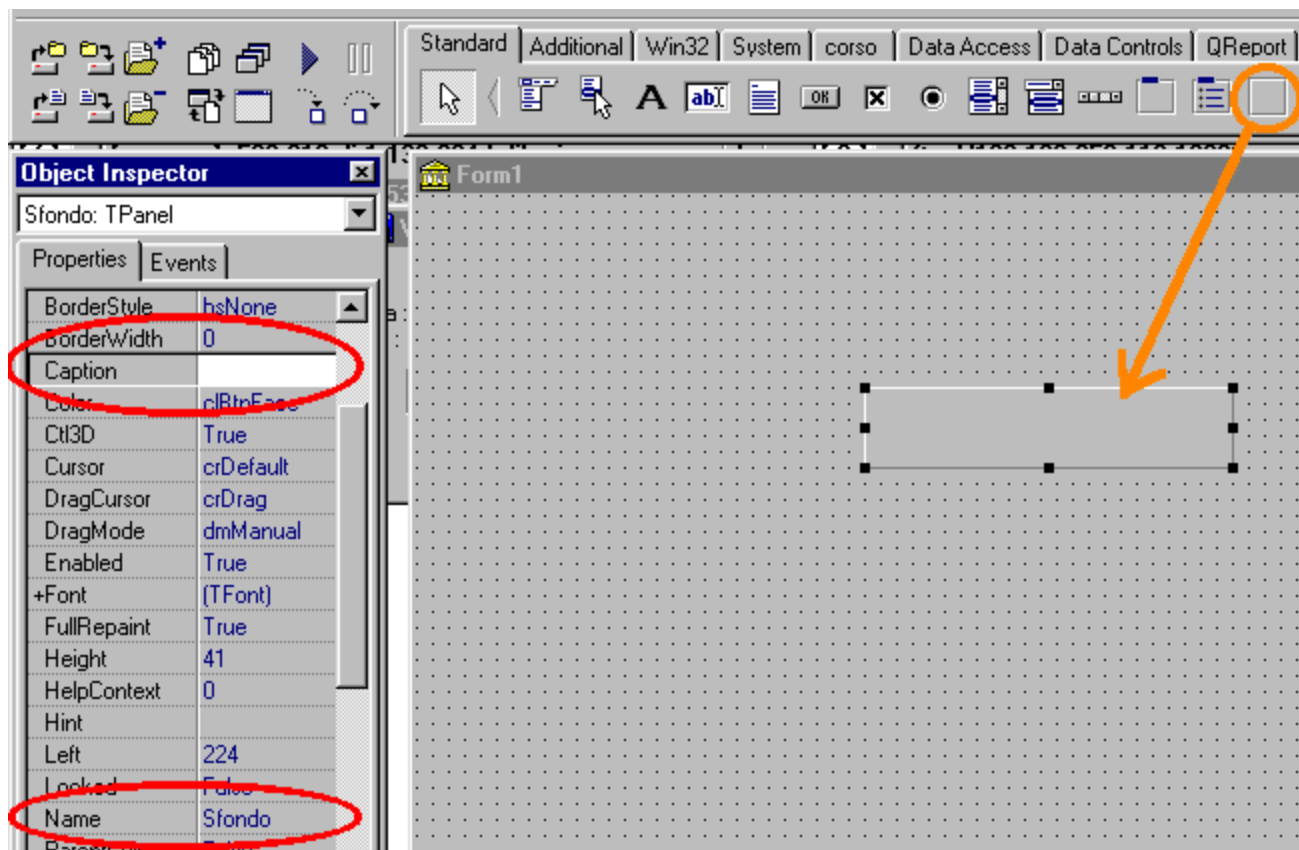 Standard Additional Win32 System corso Data Access Data Controls QReport
A abI OK
Object Inspector
Form1
Sfondo: TPanel
Properties Events
BorderStyle bsNone
BorderWidth 0
Caption
Color clBtnFace
Ctl3D True
Cursor crDefault
DragCursor crDrag
DragMode dmManual
Enabled True
+Font (TFont)
FullRepaint True
Height 41
HelpContext 0
Hint
Left 224
Locked False
Name Sfondo